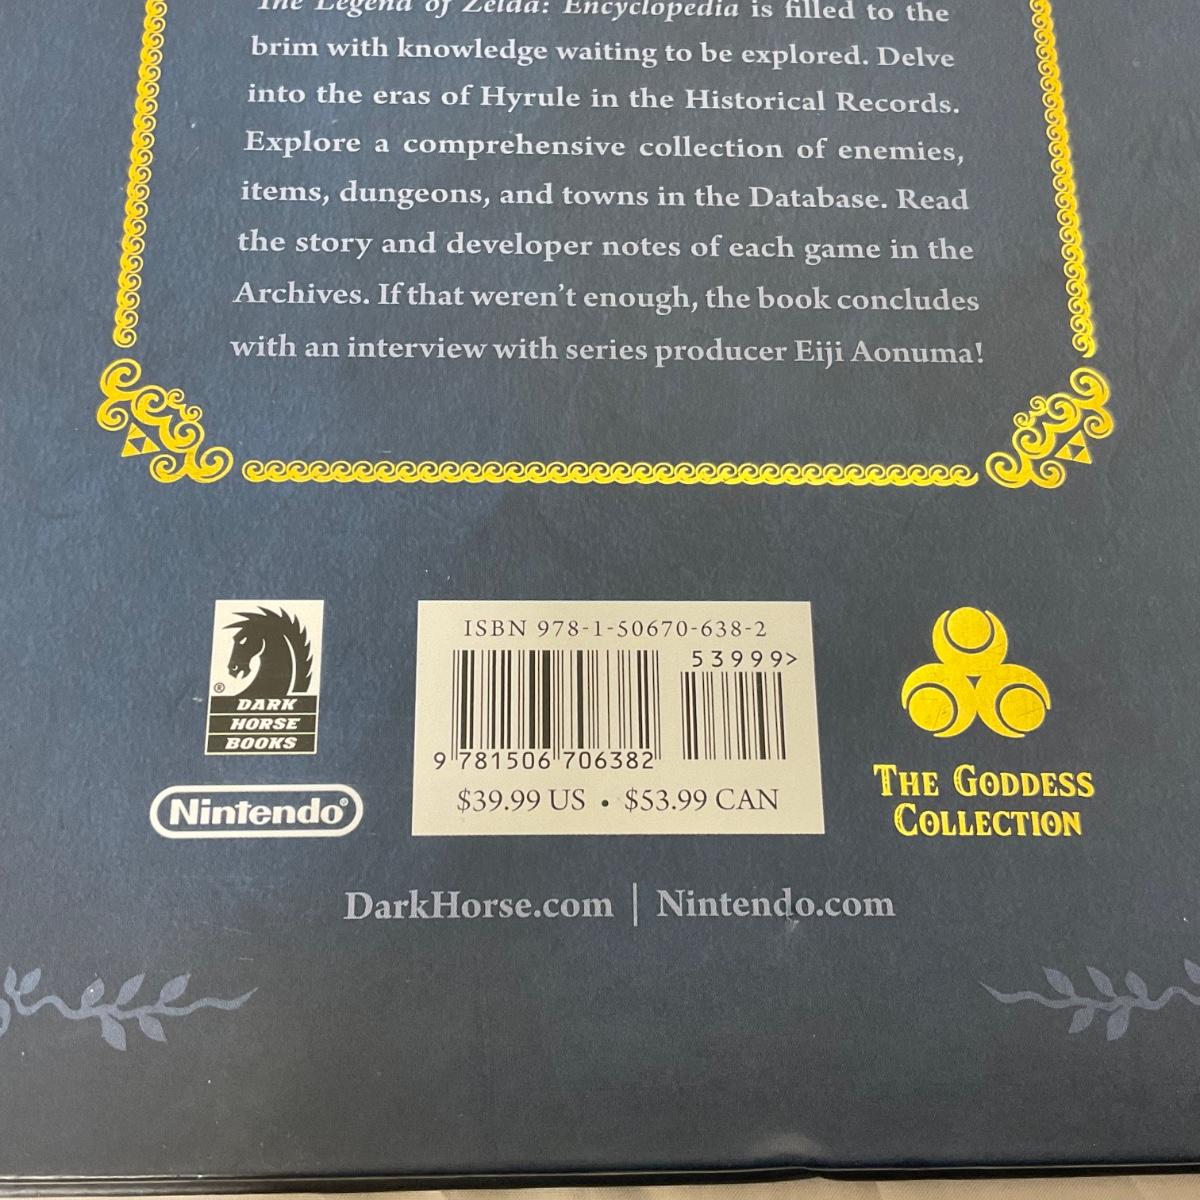 The Legend of Zelda: Encyclopedia is filled to the
brim with knowledge waiting to be explored. Delve
into the eras of Hyrule in the Historical Records.
Explore a comprehensive collection of enemies,
items, dungeons, and towns in the Database. Read
the story and developer notes of each game in the
Archives. If that weren't enough, the book concludes
with an interview with series producer Eiji Aonuma!
®
DARK
HORSE
BOOKS
Nintendo®
ISBN 978-1-50670-638-2
53999>
9 781506 706382
$39.99 US • $53.99 CAN
THE GODDESS
COLLECTION
DarkHorse.com | Nintendo.com